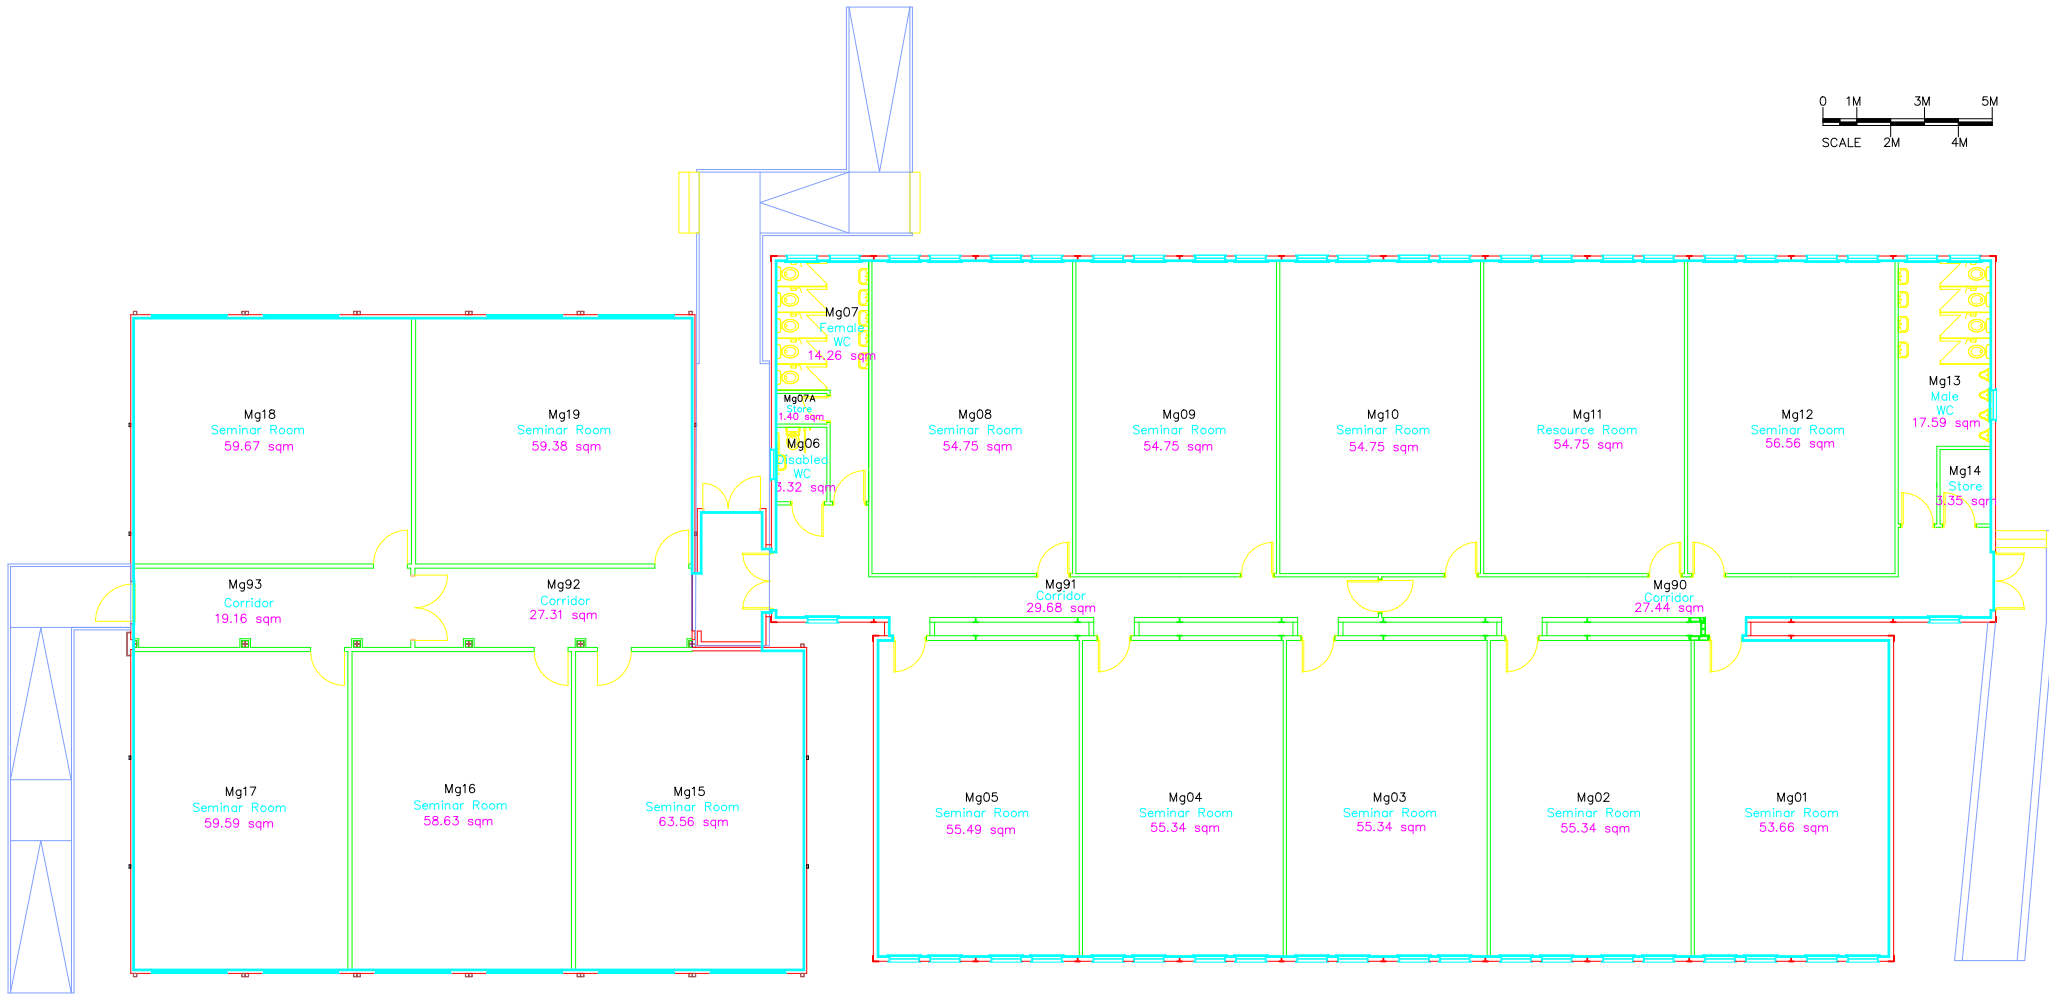 0 1M 3M 5M
SCALE 2M 4M
Mg07
Female
WC
14.26 sqm
Mg07A
Store
1.40 sqm
Mg06
Disabled
WC
3.32 sqm
Mg18
Seminar Room
59.67 sqm
Mg19
Seminar Room
59.38 sqm
Mg08
Seminar Room
54.75 sqm
Mg09
Seminar Room
54.75 sqm
Mg10
Seminar Room
54.75 sqm
Mg11
Resource Room
54.75 sqm
Mg12
Seminar Room
56.56 sqm
Mg13
Male
WC
17.59 sqm
Mg14
Store
3.35 sqm
Mg93
Corridor
19.16 sqm
Mg92
Corridor
27.31 sqm
Mg91
Corridor
29.68 sqm
Mg90
Corridor
27.44 sqm
Mg17
Seminar Room
59.59 sqm
Mg16
Seminar Room
58.63 sqm
Mg15
Seminar Room
63.56 sqm
Mg05
Seminar Room
55.49 sqm
Mg04
Seminar Room
55.34 sqm
Mg03
Seminar Room
55.34 sqm
Mg02
Seminar Room
55.34 sqm
Mg01
Seminar Room
53.66 sqm